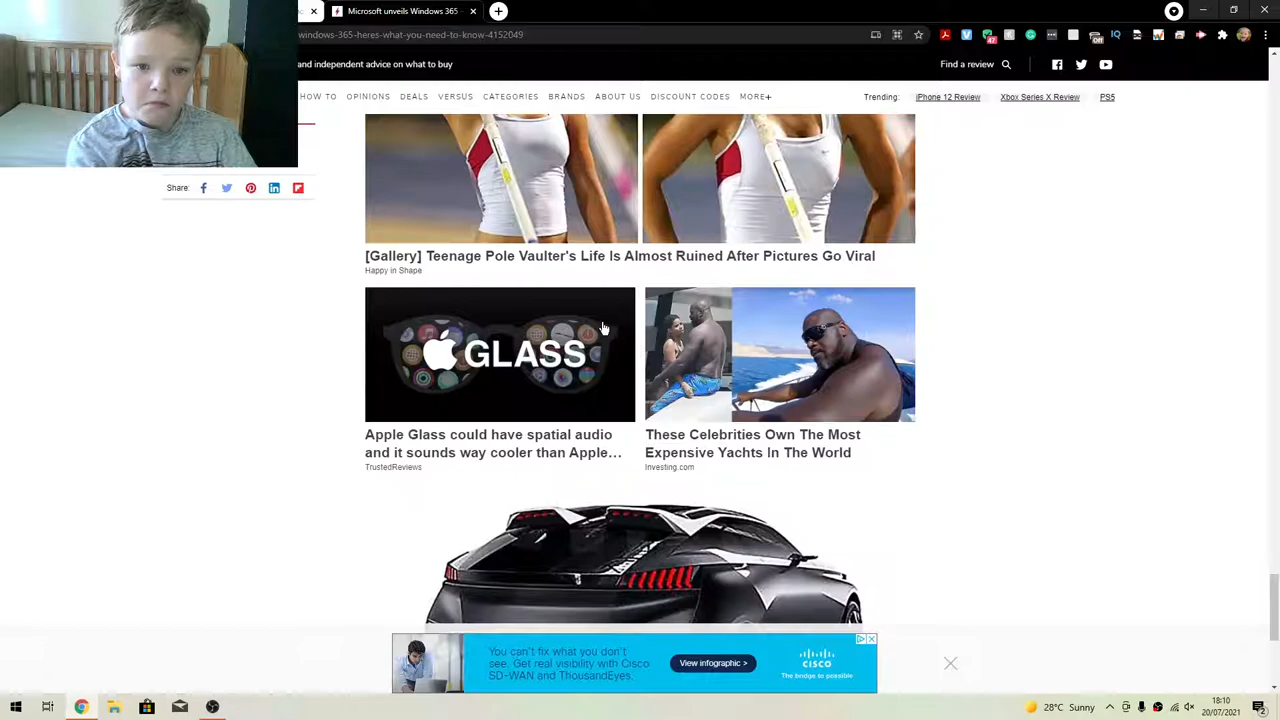 Microsoft unveils Windows 365
windows-365-heres-what-you-need-to-know-4152049
47
Off
and independent advice on what to buy
Find a review
HOW TO OPINIONS DEALS VERSUS CATEGORIES BRANDS ABOUT US DISCOUNT CODES MORE+
Trending: iPhone 12 Review Xbox Series X Review PS5
Share:
[Gallery] Teenage Pole Vaulter's Life Is Almost Ruined After Pictures Go Viral
Happy in Shape
GLASS
Apple Glass could have spatial audio
and it sounds way cooler than Apple…
TrustedReviews
These Celebrities Own The Most
Expensive Yachts In The World
Investing.com
You can't fix what you don't
see. Get real visibility with Cisco
SD-WAN and ThousandEyes.
View infographic >
CISCO
The bridge to possible
28°C Sunny
18:10
20/07/2021
2